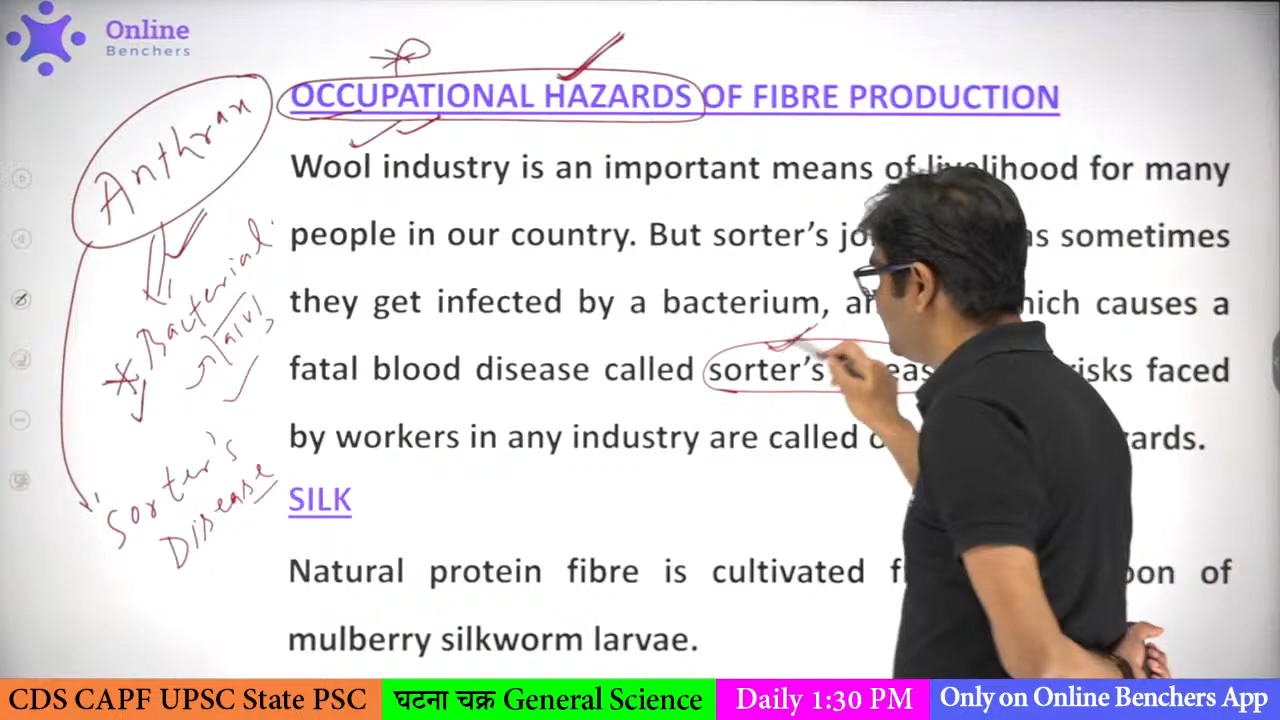 Online
Benchers
OCCUPATIONAL HAZARDS OF FIBRE PRODUCTION
Anthrax
Wool industry is an important means of livelihood for many
people in our country. But sorter's jo as sometimes
they get infected by a bacterium, an hich causes a
fatal blood disease called sorter's eas risks faced
by workers in any industry are called o ards.
Bacterial
Sorter's
Disease
SILK
Natural protein fibre is cultivated f oon of
mulberry silkworm larvae.
CDS CAPF UPSC State PSC
घटना चक्र General Science
Daily 1:30 PM
Only on Online Benchers App